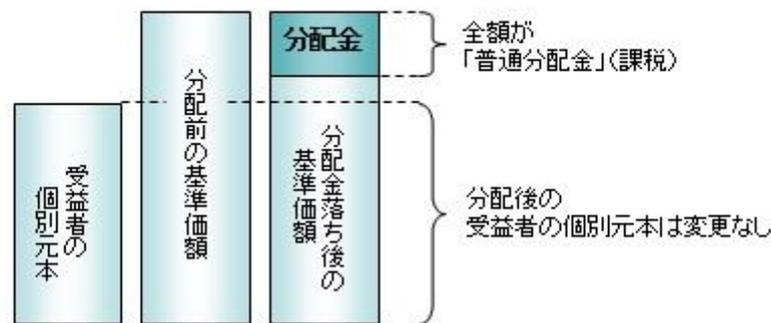 受益者の
個別元本
分配前の基準価額
分配金
分配金落ち後の
基準価額
全額が
「普通分配金」(課税)
分配後の
受益者の個別元本は変更なし